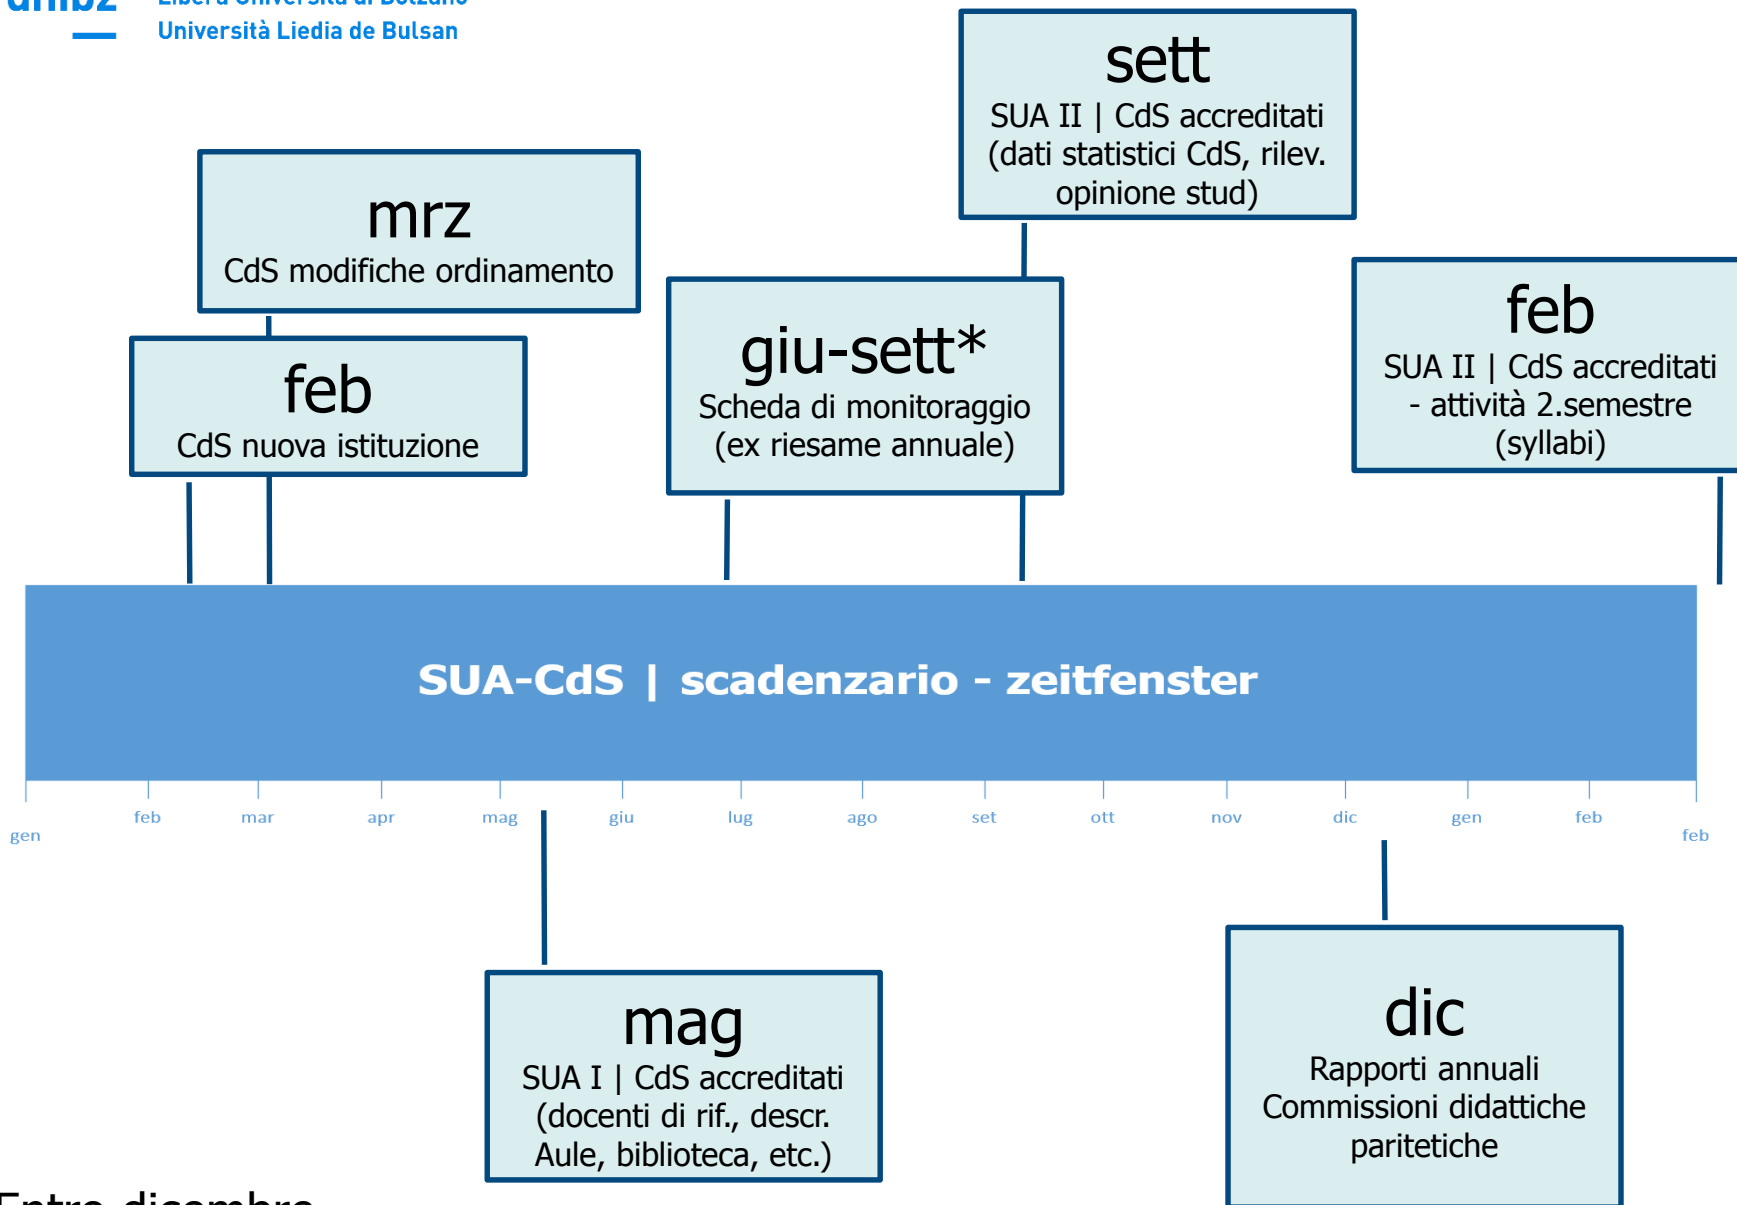 Università Liedia de Bulsan
sett
SUA II | CdS accreditati
(dati statistici CdS, rilev.
opinione stud)
mrz
CdS modifiche ordinamento
feb
CdS nuova istituzione
giu-sett*
Scheda di monitoraggio
(ex riesame annuale)
feb
SUA II | CdS accreditati
- attività 2.semestre
(syllabi)
SUA-CdS | scadenzario - zeitfenster
gen feb mar apr mag giu lug ago set ott nov dic gen feb feb
mag
SUA I | CdS accreditati
(docenti di rif., descr.
Aule, biblioteca, etc.)
dic
Rapporti annuali
Commissioni didattiche
paritetiche